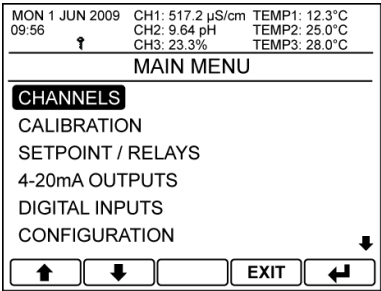 MON 1 JUN 2009 CH1: 517.2 µS/cm TEMP1: 12.3°C
09:56 CH2: 9.64 pH TEMP2: 25.0°C
CH3: 23.3% TEMP3: 28.0°C
MAIN MENU
CHANNELS
CALIBRATION
SETPOINT / RELAYS
4-20mA OUTPUTS
DIGITAL INPUTS
CONFIGURATION
EXIT